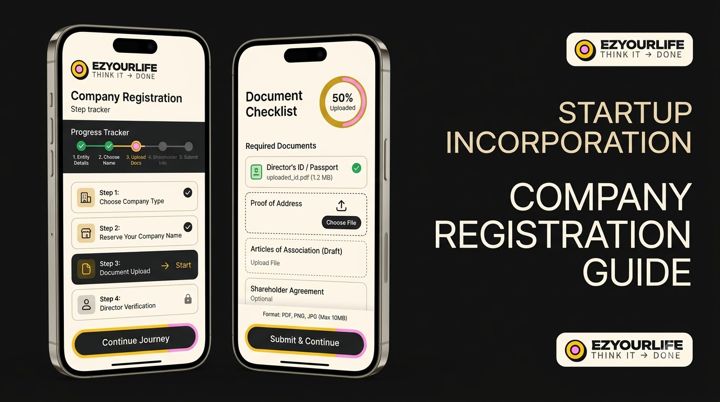 EZYOURLIFE
THINK IT → DONE
Company Registration
Step tracker
Progress Tracker
1. Entity Details
2. Choose Name
3. Upload Docs
4. Shareholder Info
5. Submit
Step 1:
Choose Company Type
Step 2:
Reserve Your Company Name
Step 3:
Document Upload
→ Start
Step 4:
Director Verification
Continue Journey
Document
Checklist
50%
Uploaded
Required Documents
Director's ID / Passport
uploaded_id.pdf (1.2 MB)
Proof of Address
Choose File
Articles of Association (Draft)
Upload File
Shareholder Agreement
Optional
Format: PDF, PNG, JPG (Max 10MB)
Submit & Continue
EZYOURLIFE
THINK IT → DONE
STARTUP
INCORPORATION
COMPANY
REGISTRATION
GUIDE
EZYOURLIFE
THINK IT → DONE